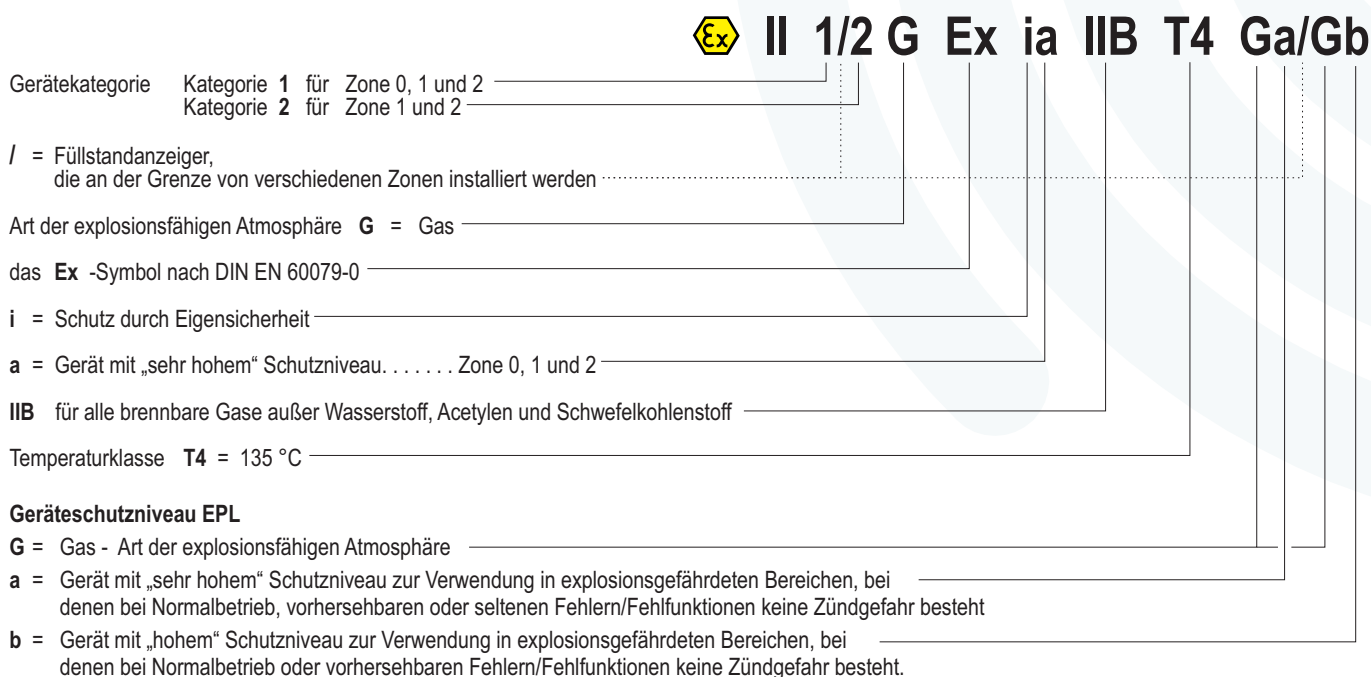 Ex II 1/2 G Ex ia IIB T4 Ga/Gb
Gerätekategorie Kategorie 1 für Zone 0, 1 und 2
Kategorie 2 für Zone 1 und 2
/ = Füllstandanzeiger,
die an der Grenze von verschiedenen Zonen installiert werden
Art der explosionsfähigen Atmosphäre G = Gas
das Ex -Symbol nach DIN EN 60079-0
i = Schutz durch Eigensicherheit
a = Gerät mit „sehr hohem“ Schutzniveau. . . . . . . Zone 0, 1 und 2
IIB für alle brennbare Gase außer Wasserstoff, Acetylen und Schwefelkohlenstoff
Temperaturklasse T4 = 135 °C
Geräteschutzniveau EPL
G = Gas - Art der explosionsfähigen Atmosphäre
a = Gerät mit „sehr hohem“ Schutzniveau zur Verwendung in explosionsgefährdeten Bereichen, bei
denen bei Normalbetrieb, vorhersehbaren oder seltenen Fehlern/Fehlfunktionen keine Zündgefahr besteht
b = Gerät mit „hohem“ Schutzniveau zur Verwendung in explosionsgefährdeten Bereichen, bei
denen bei Normalbetrieb oder vorhersehbaren Fehlern/Fehlfunktionen keine Zündgefahr besteht.